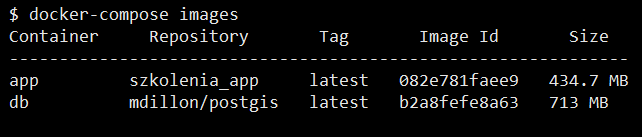 $ docker-compose images
Container Repository Tag Image Id Size
----------------------------------------------------------------
app szkolenia_app latest 082e781faee9 434.7 MB
db mdillon/postgis latest b2a8fefe8a63 713 MB